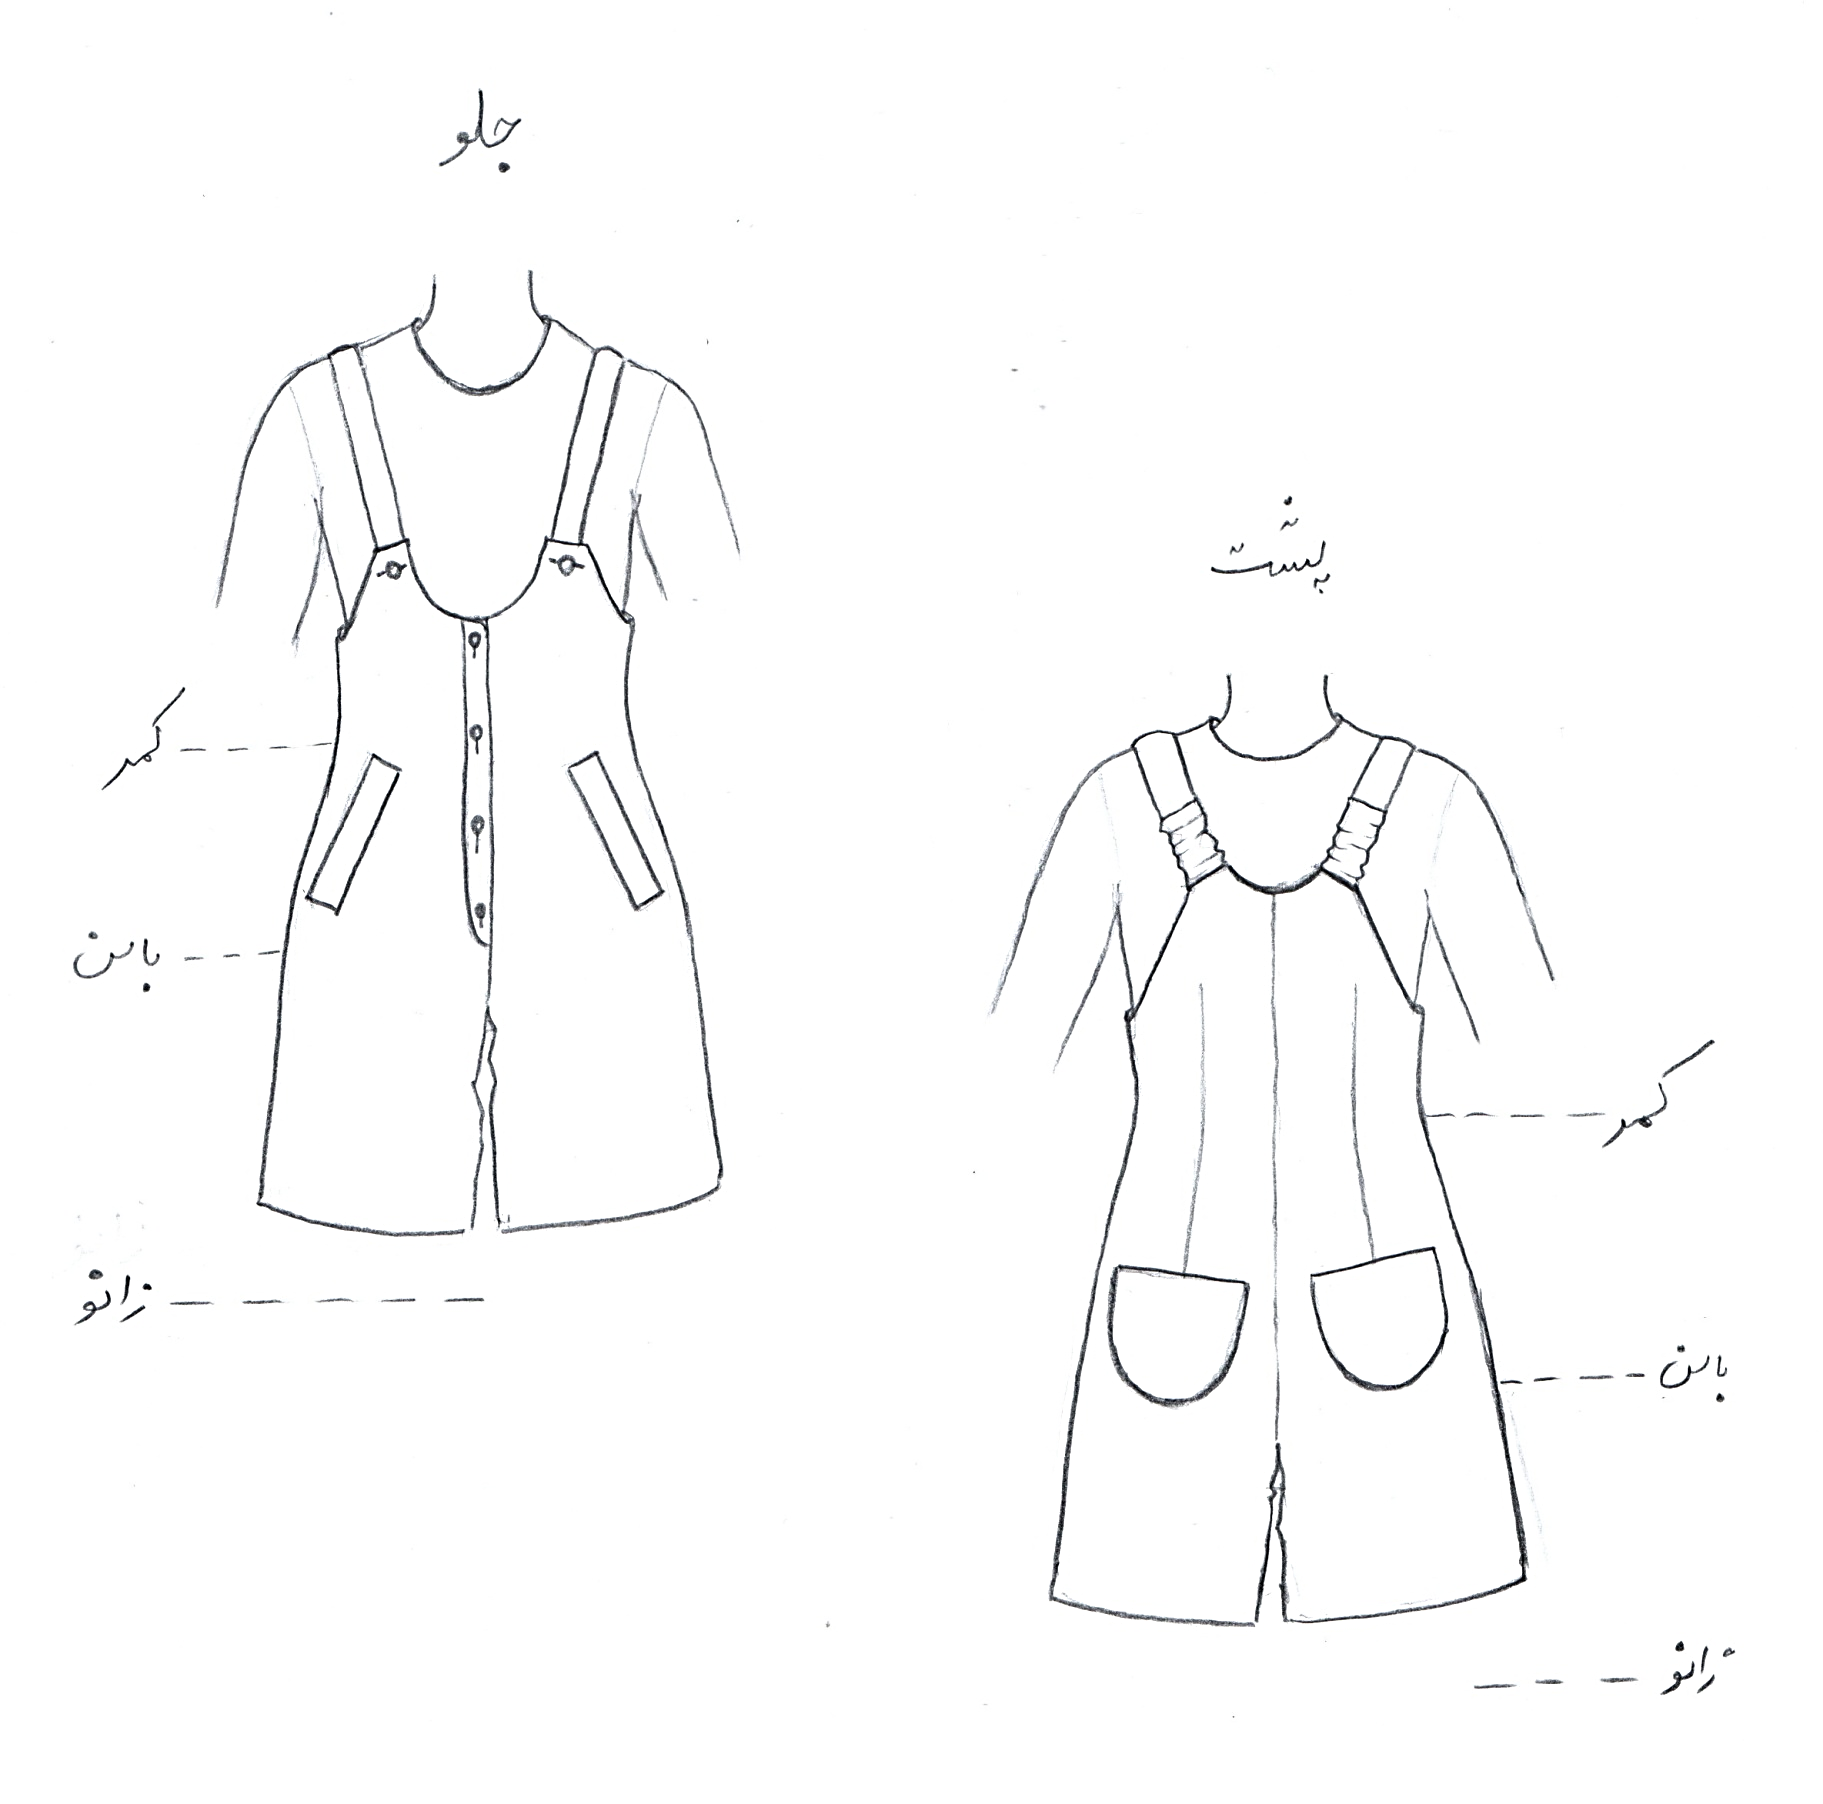 جلو
کمر
باسن
زانو
پشت
کمر
باسن
زانو